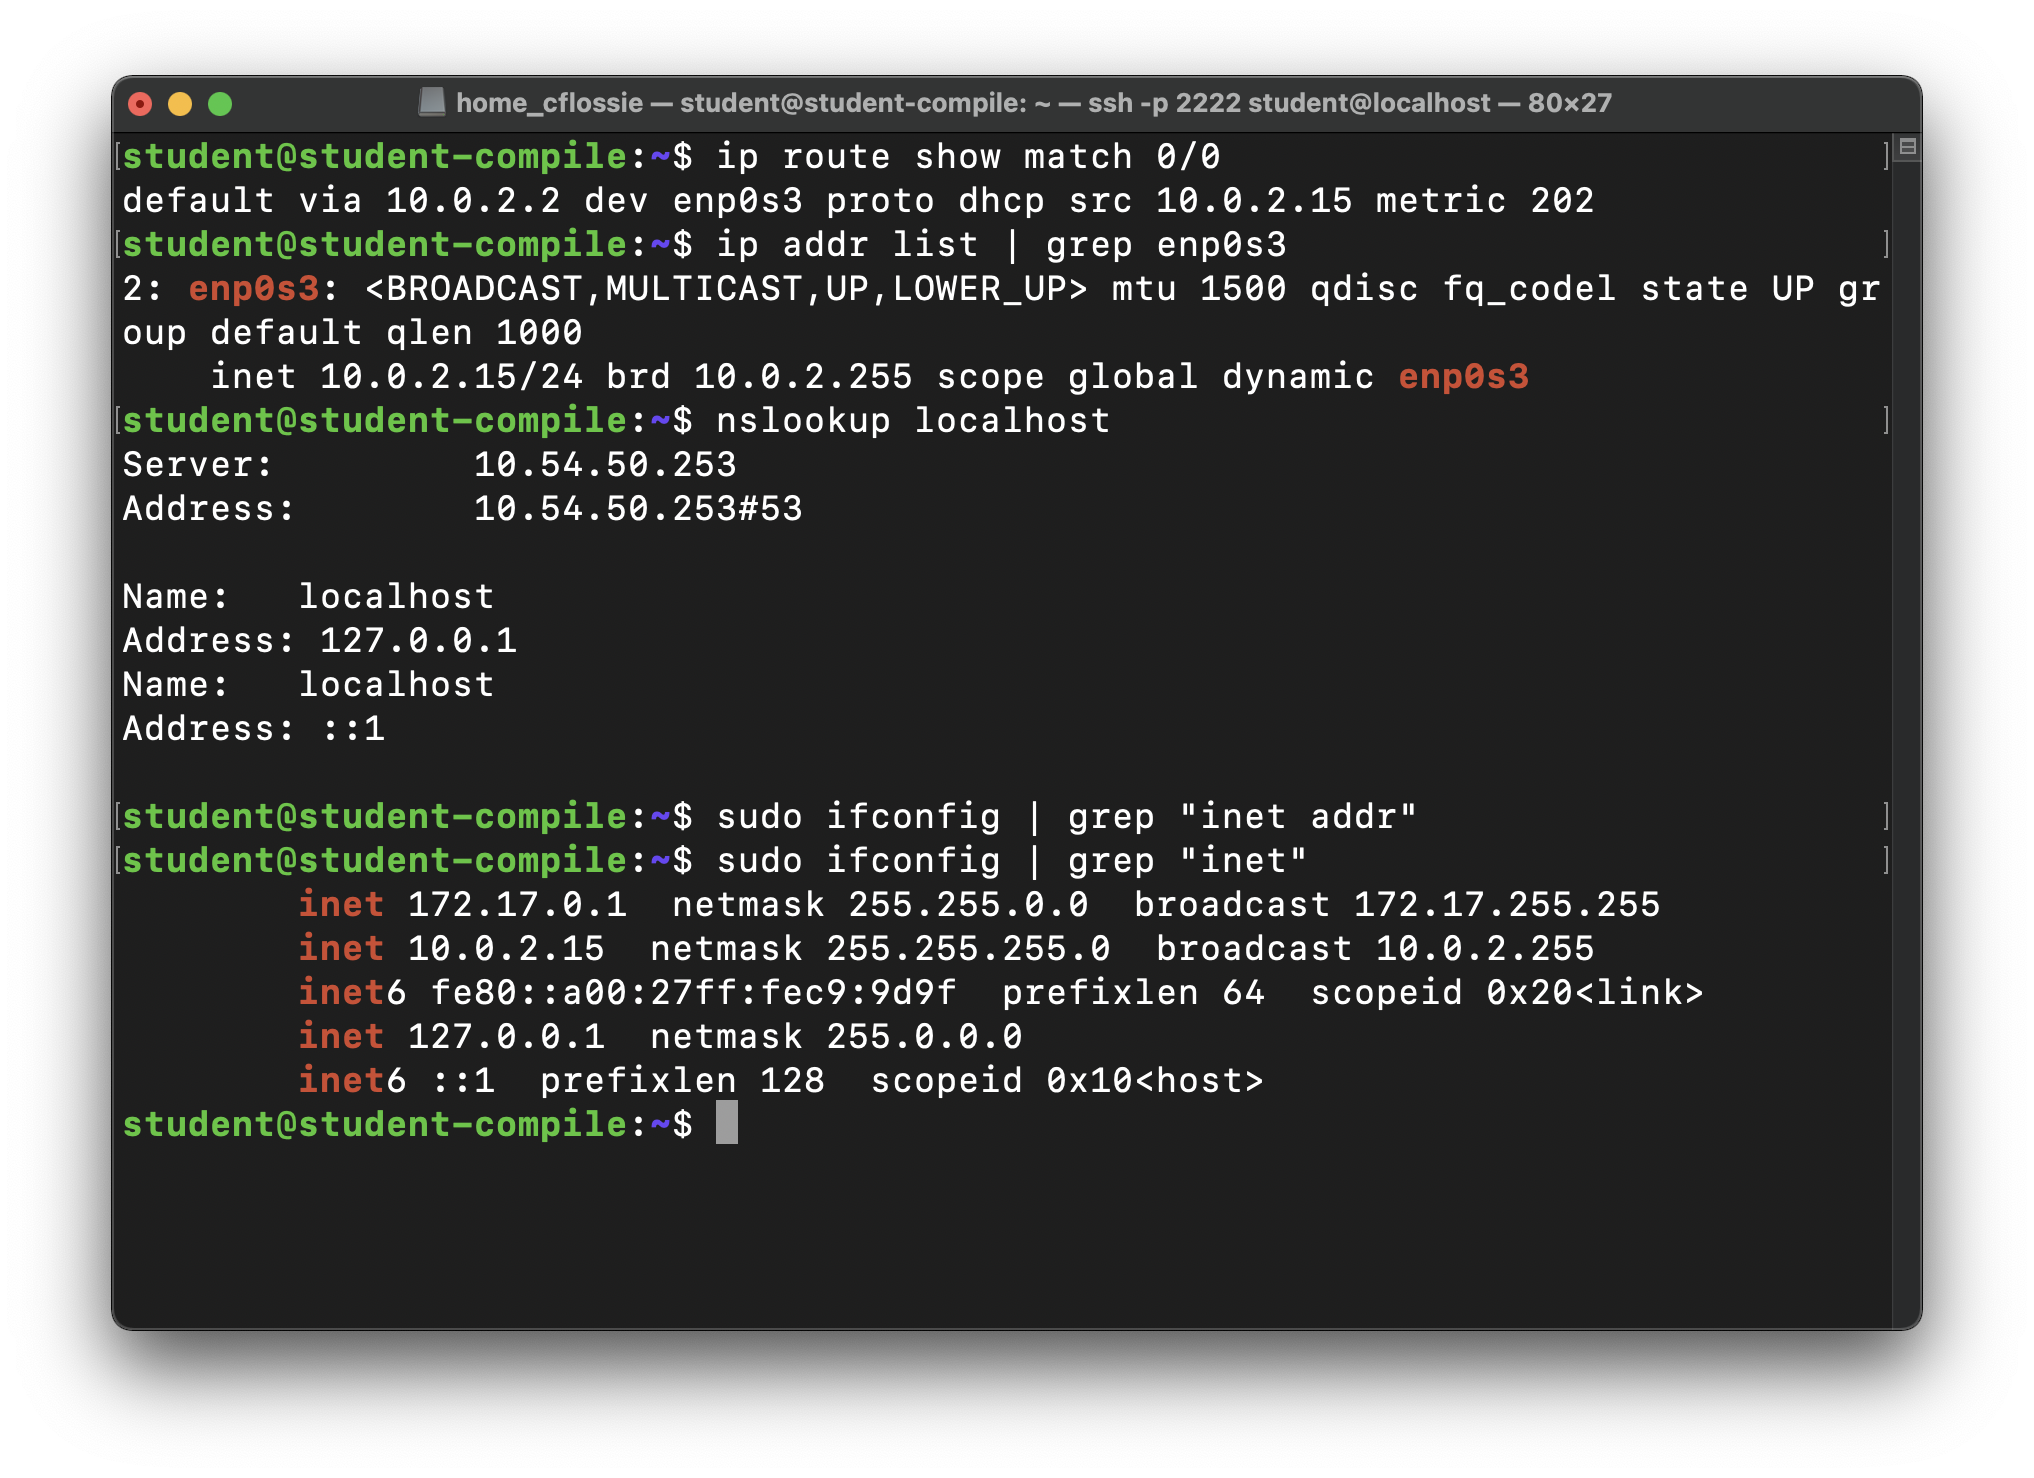 home_cflossie — student@student-compile: ~ — ssh -p 2222 student@localhost — 80×27
[student@student-compile:~$ ip route show match 0/0 ]
default via 10.0.2.2 dev enp0s3 proto dhcp src 10.0.2.15 metric 202
[student@student-compile:~$ ip addr list | grep enp0s3 ]
2: enp0s3: <BROADCAST,MULTICAST,UP,LOWER_UP> mtu 1500 qdisc fq_codel state UP gr
oup default qlen 1000
    inet 10.0.2.15/24 brd 10.0.2.255 scope global dynamic enp0s3
[student@student-compile:~$ nslookup localhost ]
Server:         10.54.50.253
Address:        10.54.50.253#53

Name:   localhost
Address: 127.0.0.1
Name:   localhost
Address: ::1

[student@student-compile:~$ sudo ifconfig | grep "inet addr" ]
[student@student-compile:~$ sudo ifconfig | grep "inet" ]
        inet 172.17.0.1  netmask 255.255.0.0  broadcast 172.17.255.255
        inet 10.0.2.15  netmask 255.255.255.0  broadcast 10.0.2.255
        inet6 fe80::a00:27ff:fec9:9d9f  prefixlen 64  scopeid 0x20<link>
        inet 127.0.0.1  netmask 255.0.0.0
        inet6 ::1  prefixlen 128  scopeid 0x10<host>
student@student-compile:~$